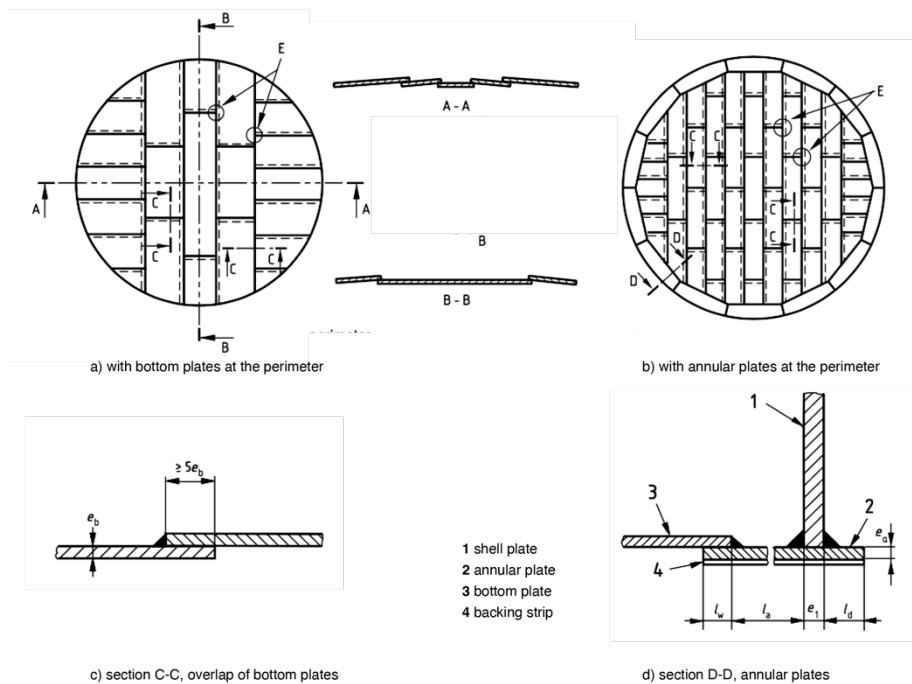 B
E
A - A
A
A
C
C
C
C
B
B
B - B
E
C
C
C
C
D
D
a) with bottom plates at the perimeter
b) with annular plates at the perimeter
≥ 5e_b
e_b
1 shell plate
2 annular plate
3 bottom plate
4 backing strip
1
2
3
4
e_a
l_w
l_a
e_1
l_d
c) section C-C, overlap of bottom plates
d) section D-D, annular plates